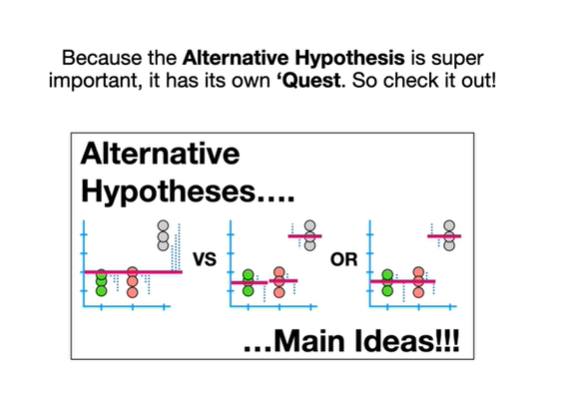 Because the Alternative Hypothesis is super
important, it has its own ‘Quest. So check it out!
Alternative
Hypotheses....
VS
OR
...Main Ideas!!!